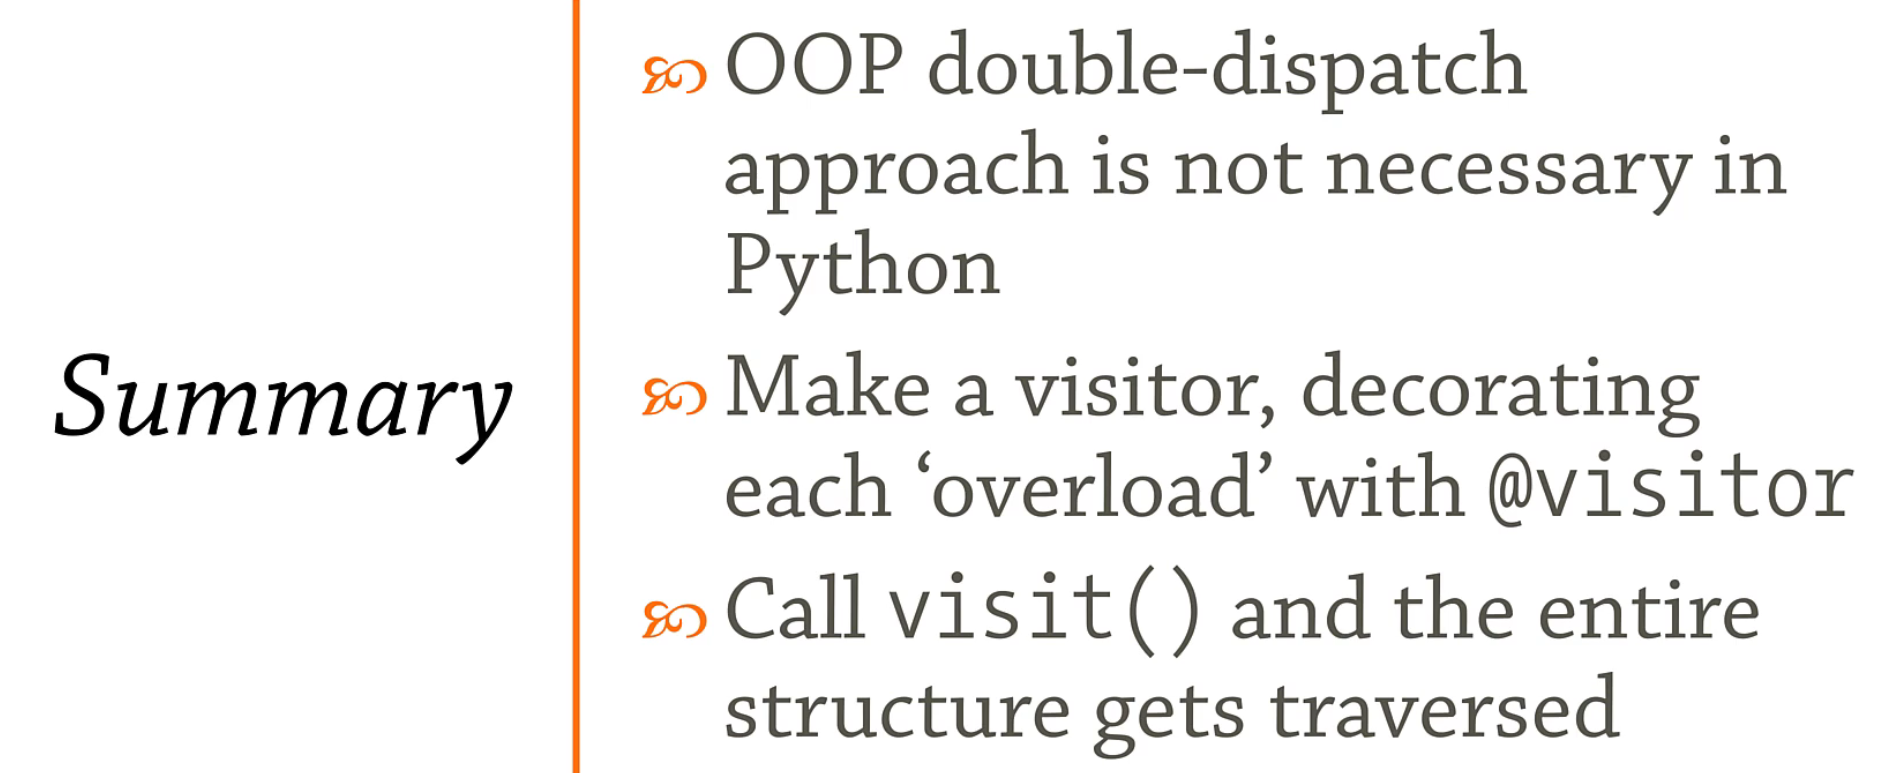 Summary
OOP double-dispatch
approach is not necessary in
Python
Make a visitor, decorating
each ‘overload’ with @visitor
Call visit() and the entire
structure gets traversed